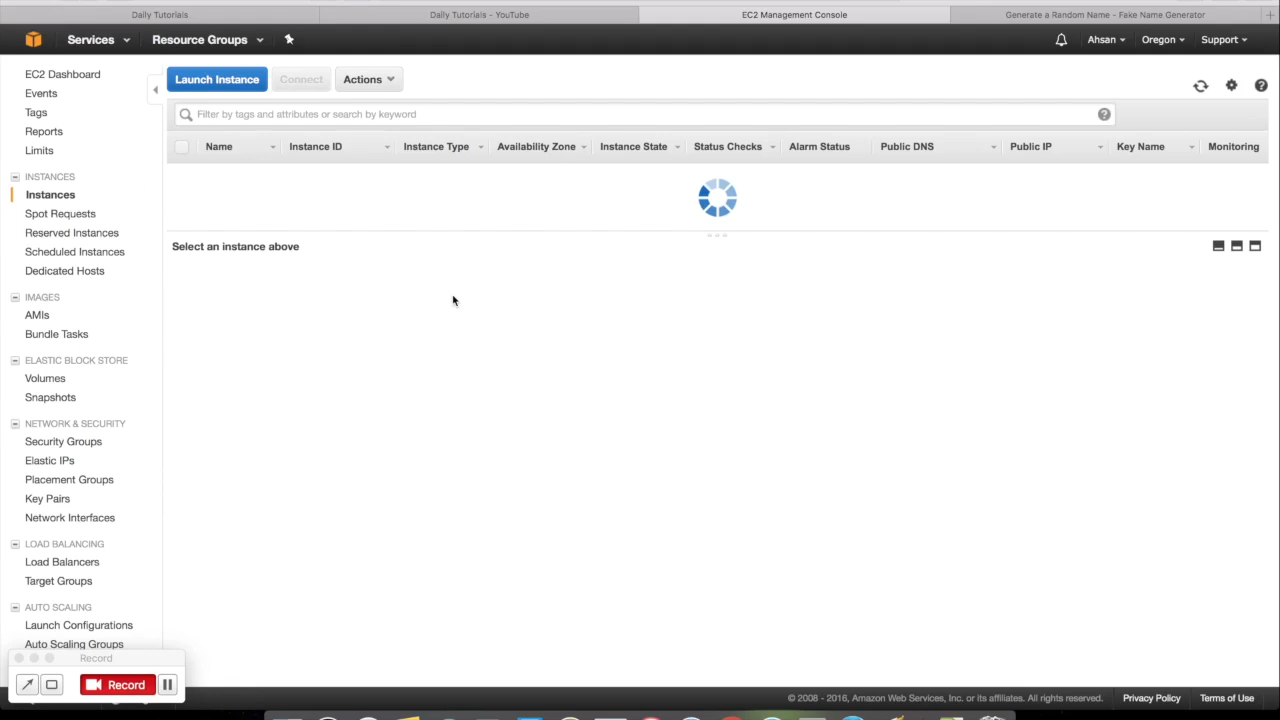 Daily Tutorials
Daily Tutorials - YouTube
EC2 Management Console
Generate a Random Name - Fake Name Generator
Services
Resource Groups
Ahsan
Oregon
Support
EC2 Dashboard
Events
Tags
Reports
Limits
INSTANCES
Instances
Spot Requests
Reserved Instances
Scheduled Instances
Dedicated Hosts
IMAGES
AMIs
Bundle Tasks
ELASTIC BLOCK STORE
Volumes
Snapshots
NETWORK & SECURITY
Security Groups
Elastic IPs
Placement Groups
Key Pairs
Network Interfaces
LOAD BALANCING
Load Balancers
Target Groups
AUTO SCALING
Launch Configurations
Auto Scaling Groups
Launch Instance
Connect
Actions
Filter by tags and attributes or search by keyword
Name
Instance ID
Instance Type
Availability Zone
Instance State
Status Checks
Alarm Status
Public DNS
Public IP
Key Name
Monitoring
Select an instance above
Record
Record
© 2008 - 2016, Amazon Web Services, Inc. or its affiliates. All rights reserved.
Privacy Policy
Terms of Use